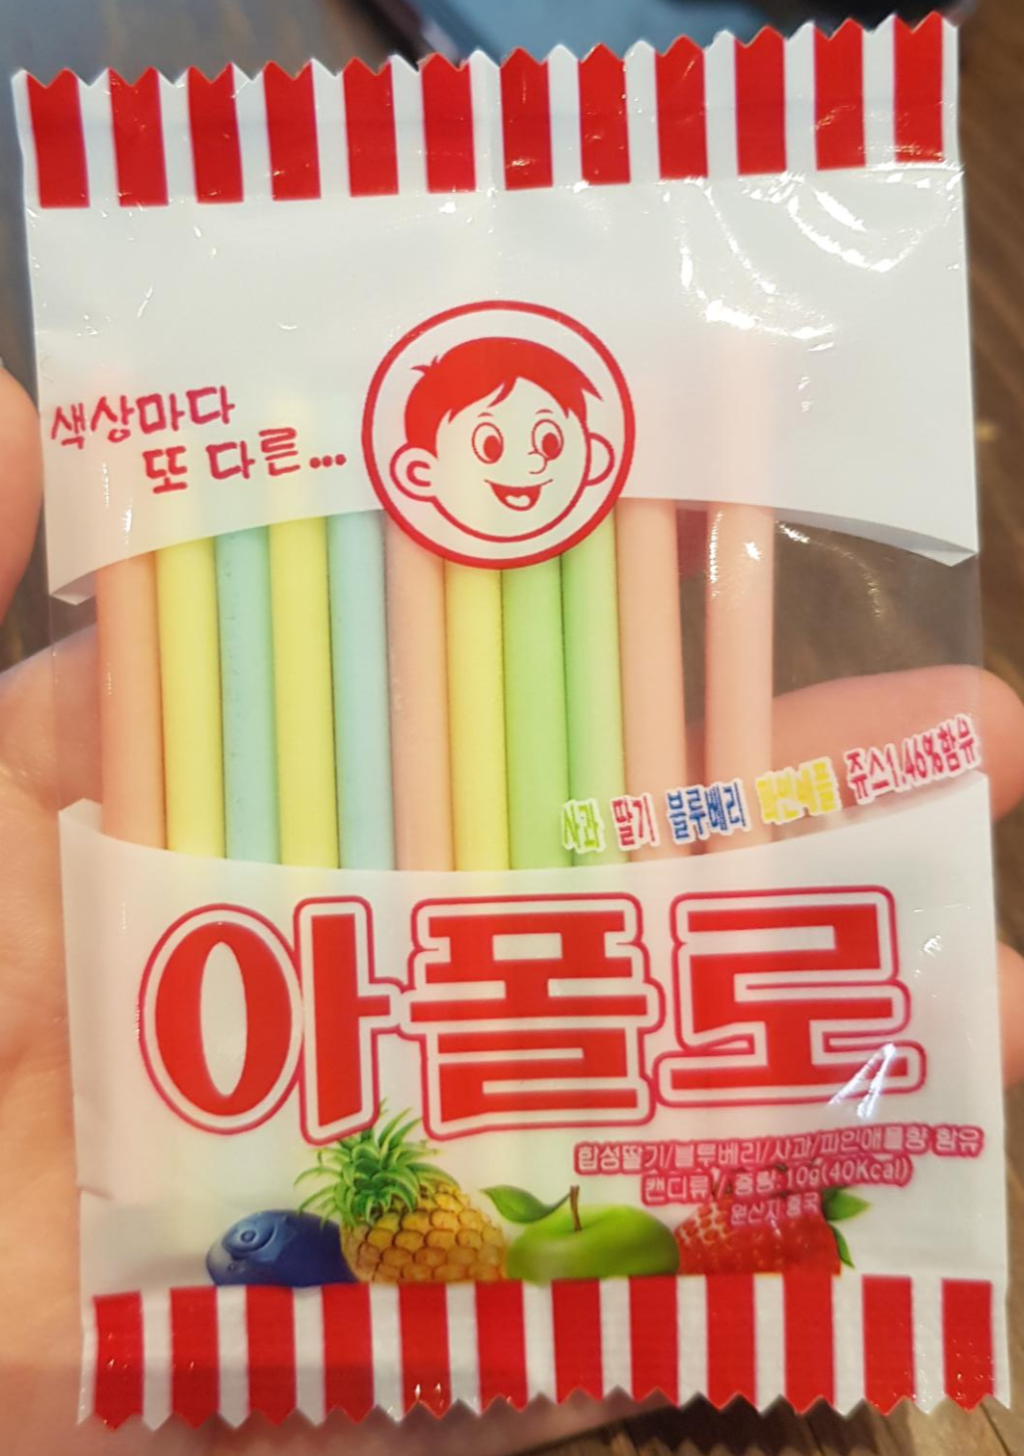 색상마다
또 다른...
사과 딸기 블루베리 파인애플 쥬스1.46%함유
아폴로
합성딸기/블루베리/사과/파인애플향 함유
캔디류 / 중량:10g(40Kcal)
원산지:중국